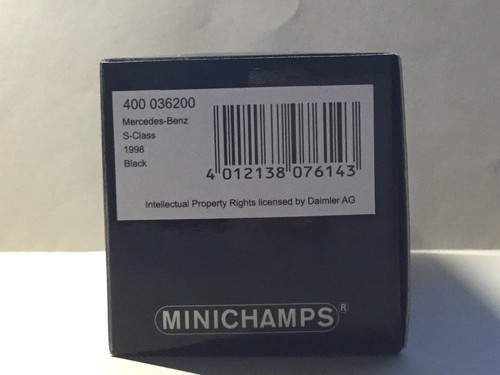 400 036200
Mercedes-Benz
S-Class
1998
Black
4 012138 076143
Intellectual Property Rights licensed by Daimler AG
MINICHAMPS®